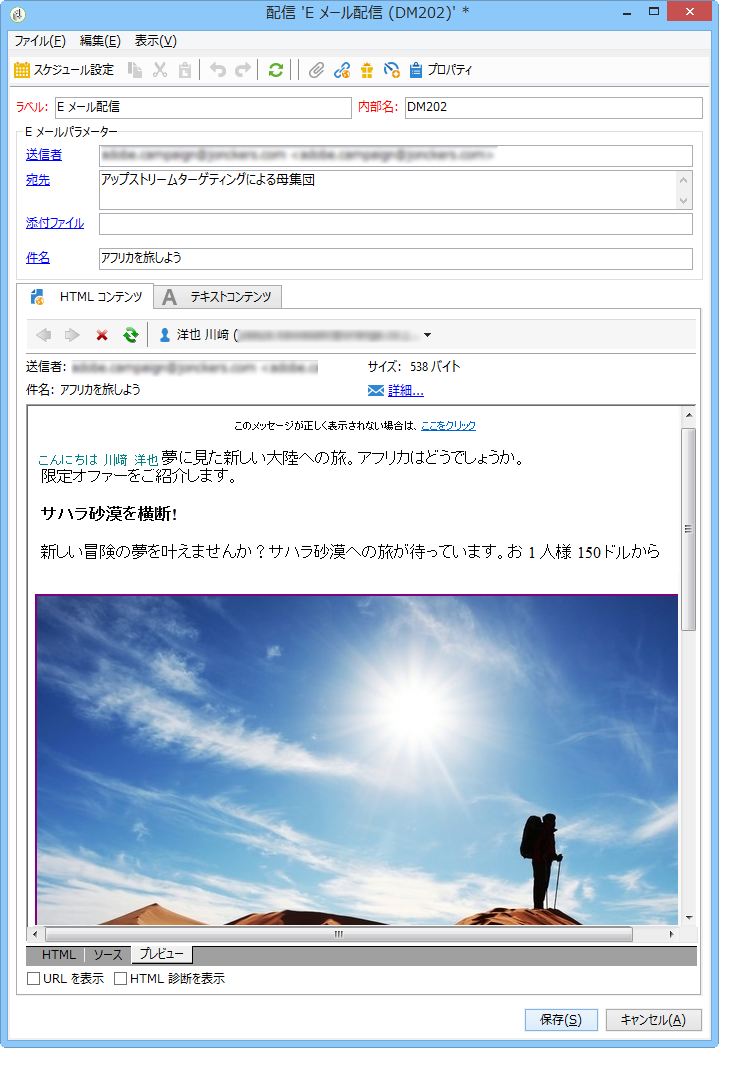 配信 'E メール配信 (DM202)' *
ファイル(F) 編集(E) 表示(V)
スケジュール設定 プロパティ
ラベル: E メール配信 内部名: DM202
E メールパラメーター
送信者
宛先 アップストリームターゲティングによる母集団
添付ファイル
件名 アフリカを旅しよう
HTML コンテンツ A テキストコンテンツ
洋也 川﨑 (
送信者: サイズ: 538 バイト
件名: アフリカを旅しよう 詳細...
このメッセージが正しく表示されない場合は、ここをクリック
こんにちは 川﨑 洋也 夢に見た新しい大陸への旅。アフリカはどうでしょうか。
限定オファーをご紹介します。
サハラ砂漠を横断!
新しい冒険の夢を叶えませんか？サハラ砂漠への旅が待っています。お 1 人様 150ドルから
HTML ソース プレビュー
URL を表示 HTML 診断を表示
保存(S) キャンセル(A)